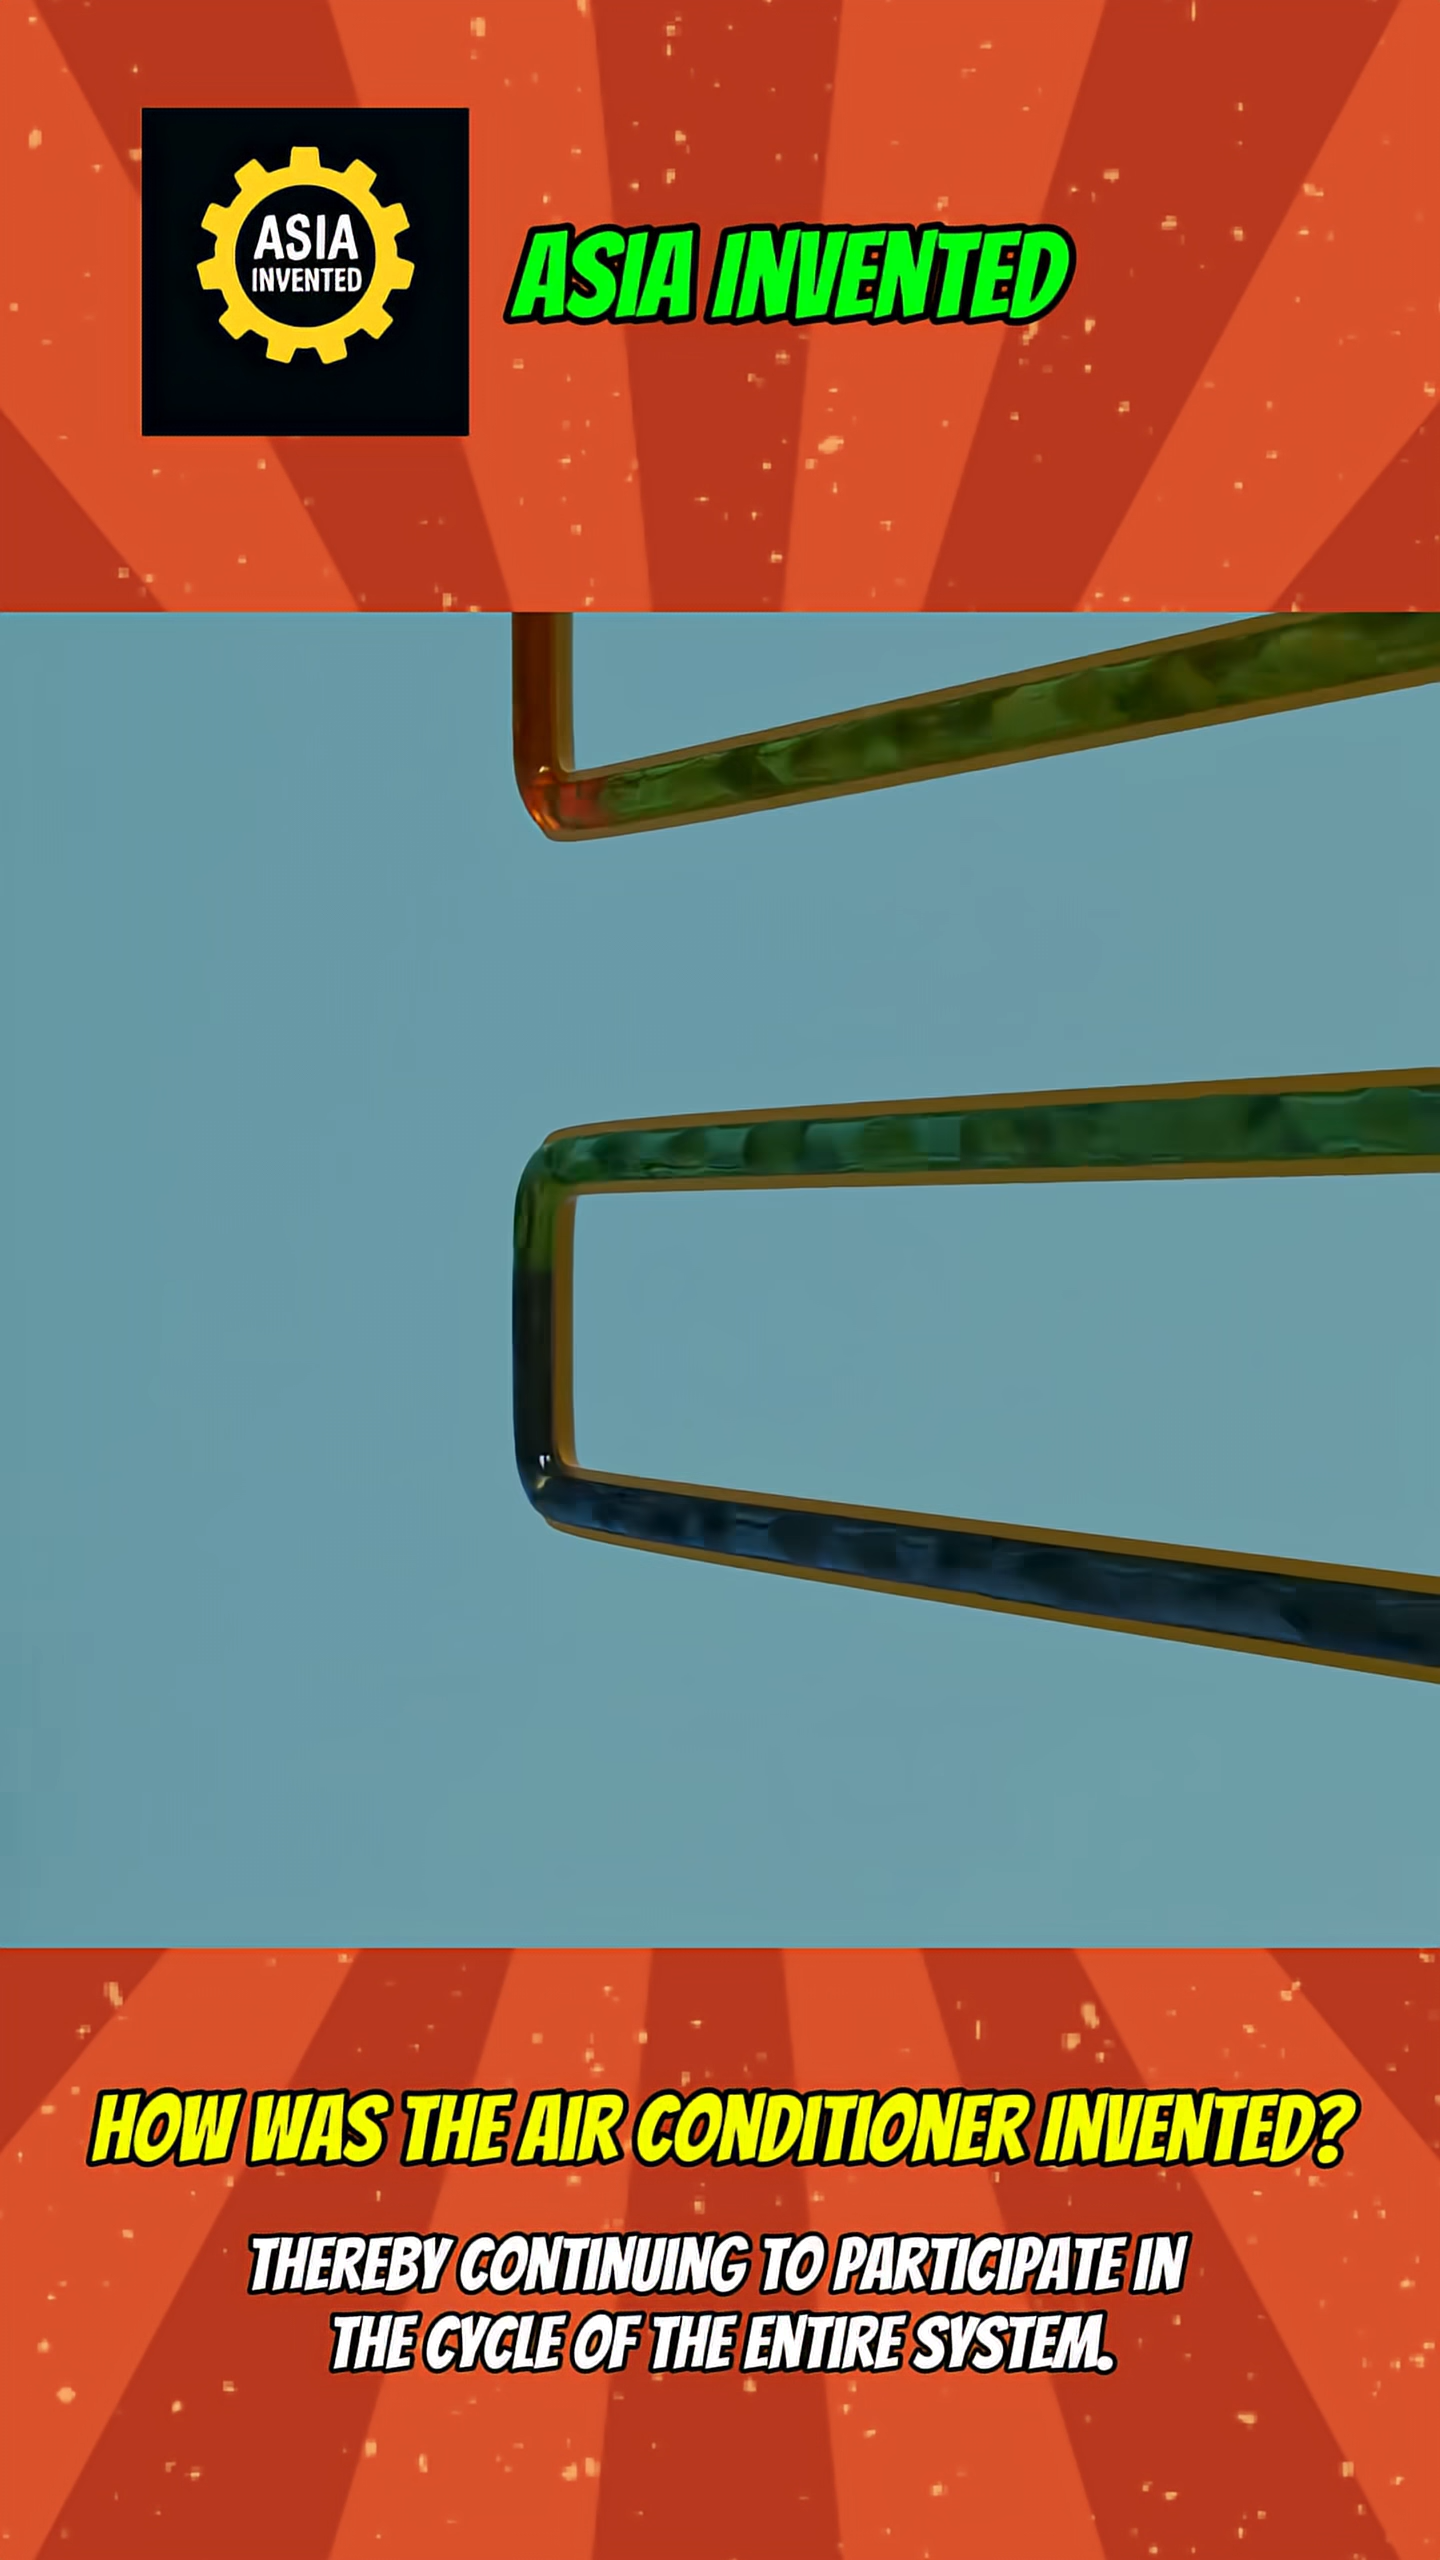 ASIA
INVENTED
ASIA INVENTED
HOW WAS THE AIR CONDITIONER INVENTED?
THEREBY CONTINUING TO PARTICIPATE IN
THE CYCLE OF THE ENTIRE SYSTEM.